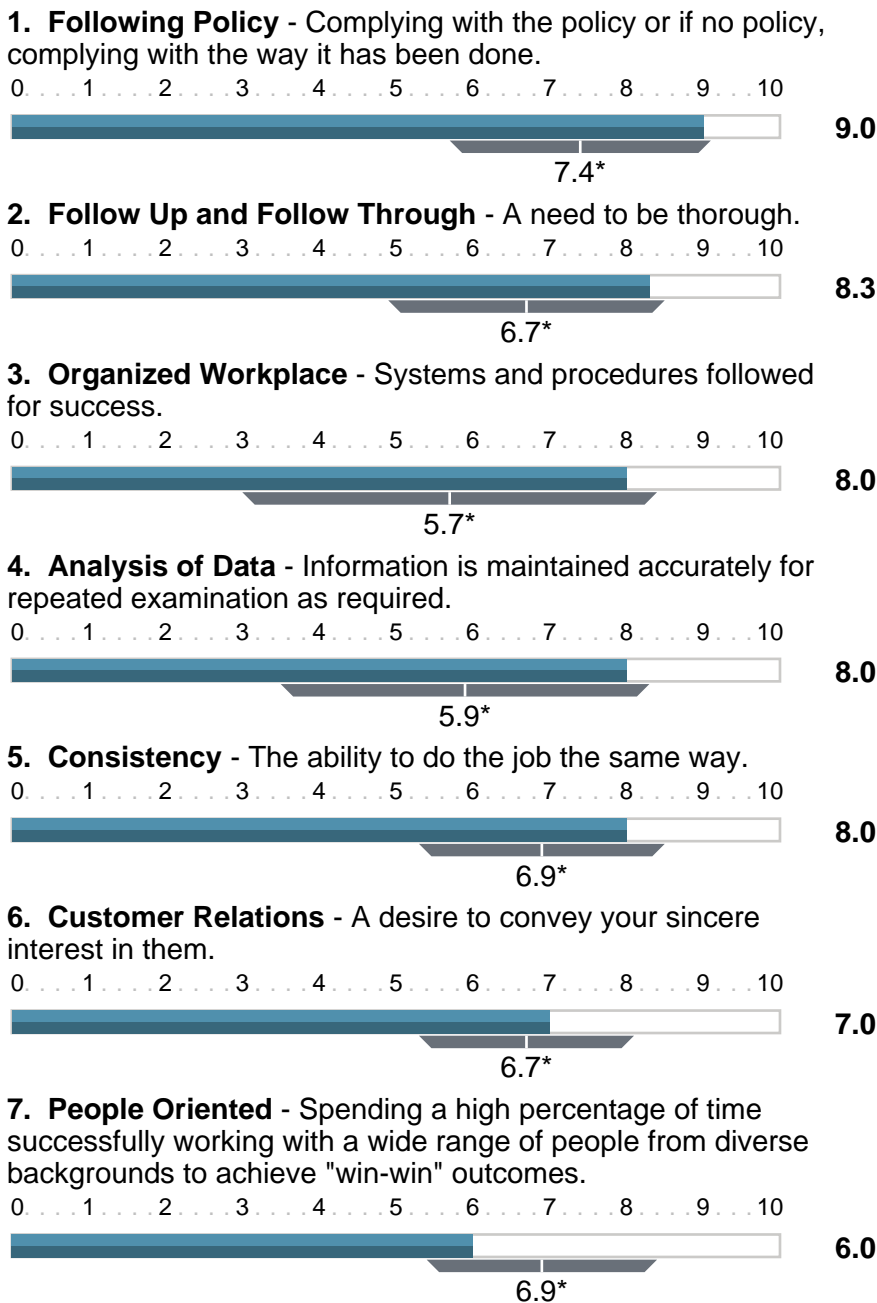 1. Following Policy - Complying with the policy or if no policy,
complying with the way it has been done.
0. . . . 1 . . . . 2 . . . . 3 . . . . 4 . . . . 5 . . . . 6 . . . . 7 . . . . 8 . . . . 9 . . . 10
9.0
7.4*
2. Follow Up and Follow Through - A need to be thorough.
0. . . . 1 . . . . 2 . . . . 3 . . . . 4 . . . . 5 . . . . 6 . . . . 7 . . . . 8 . . . . 9 . . . 10
8.3
6.7*
3. Organized Workplace - Systems and procedures followed
for success.
0. . . . 1 . . . . 2 . . . . 3 . . . . 4 . . . . 5 . . . . 6 . . . . 7 . . . . 8 . . . . 9 . . . 10
8.0
5.7*
4. Analysis of Data - Information is maintained accurately for
repeated examination as required.
0. . . . 1 . . . . 2 . . . . 3 . . . . 4 . . . . 5 . . . . 6 . . . . 7 . . . . 8 . . . . 9 . . . 10
8.0
5.9*
5. Consistency - The ability to do the job the same way.
0. . . . 1 . . . . 2 . . . . 3 . . . . 4 . . . . 5 . . . . 6 . . . . 7 . . . . 8 . . . . 9 . . . 10
8.0
6.9*
6. Customer Relations - A desire to convey your sincere
interest in them.
0. . . . 1 . . . . 2 . . . . 3 . . . . 4 . . . . 5 . . . . 6 . . . . 7 . . . . 8 . . . . 9 . . . 10
7.0
6.7*
7. People Oriented - Spending a high percentage of time
successfully working with a wide range of people from diverse
backgrounds to achieve "win-win" outcomes.
0. . . . 1 . . . . 2 . . . . 3 . . . . 4 . . . . 5 . . . . 6 . . . . 7 . . . . 8 . . . . 9 . . . 10
6.0
6.9*